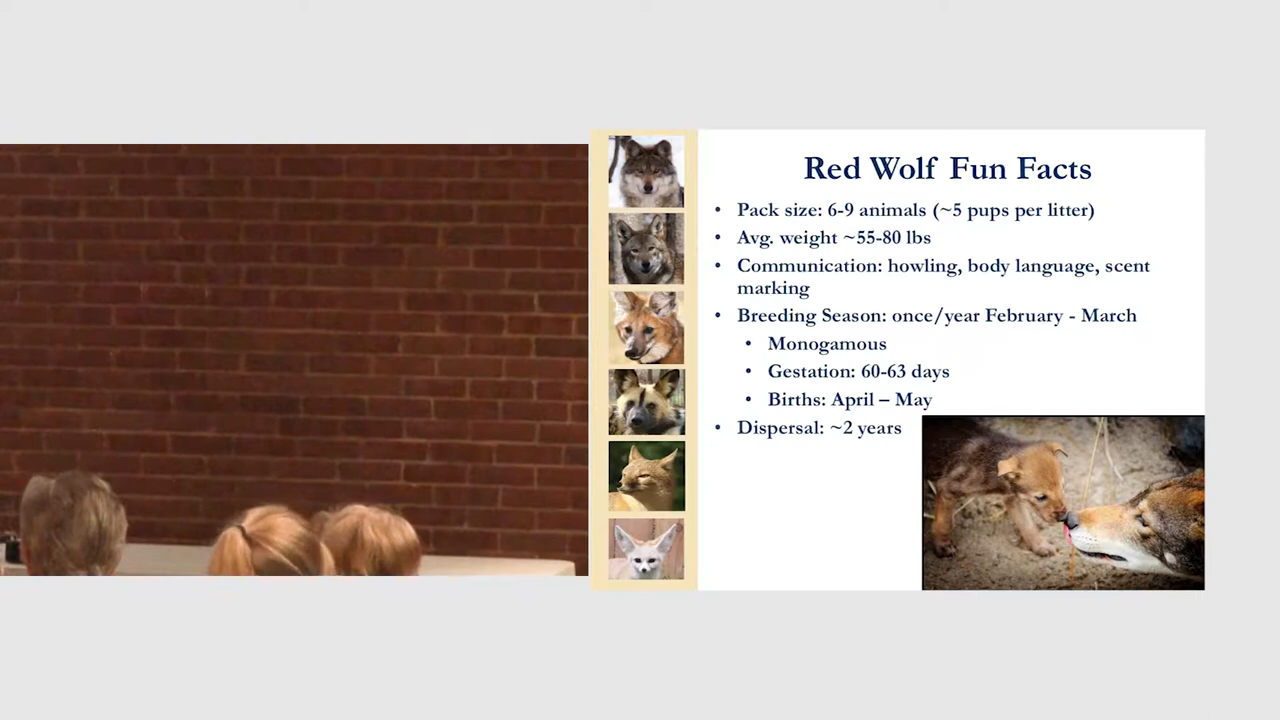 Red Wolf Fun Facts
• Pack size: 6-9 animals (~5 pups per litter)
• Avg. weight ~55-80 lbs
• Communication: howling, body language, scent
marking
• Breeding Season: once/year February - March
• Monogamous
• Gestation: 60-63 days
• Births: April – May
• Dispersal: ~2 years